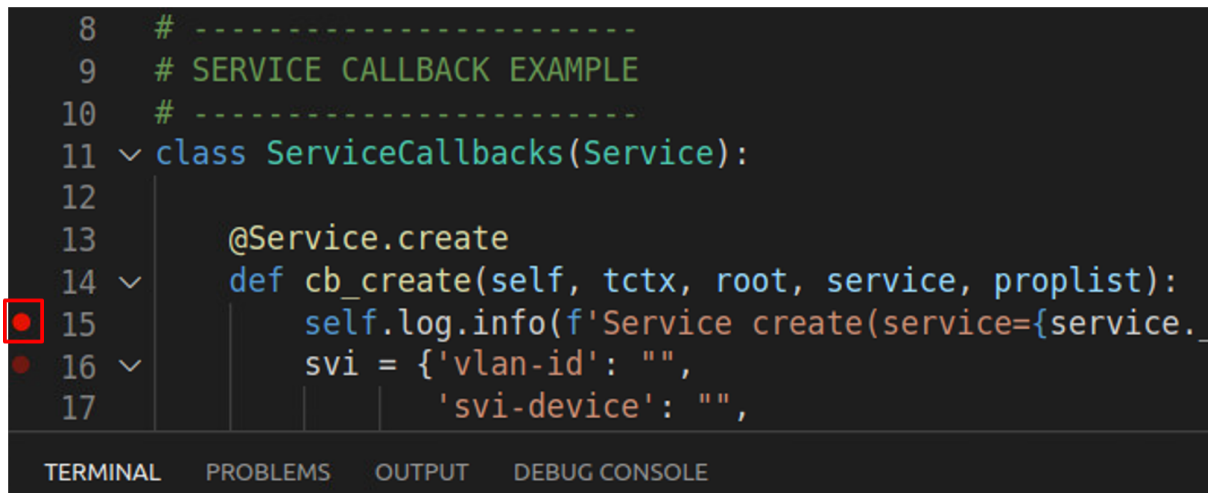 8 # ------------------------
9 # SERVICE CALLBACK EXAMPLE
10 # ------------------------
11 class ServiceCallbacks(Service):
12
13 @Service.create
14 def cb_create(self, tctx, root, service, proplist):
15 self.log.info(f'Service create(service={service._
16 svi = {'vlan-id': "",
17 'svi-device': "",
TERMINAL PROBLEMS OUTPUT DEBUG CONSOLE